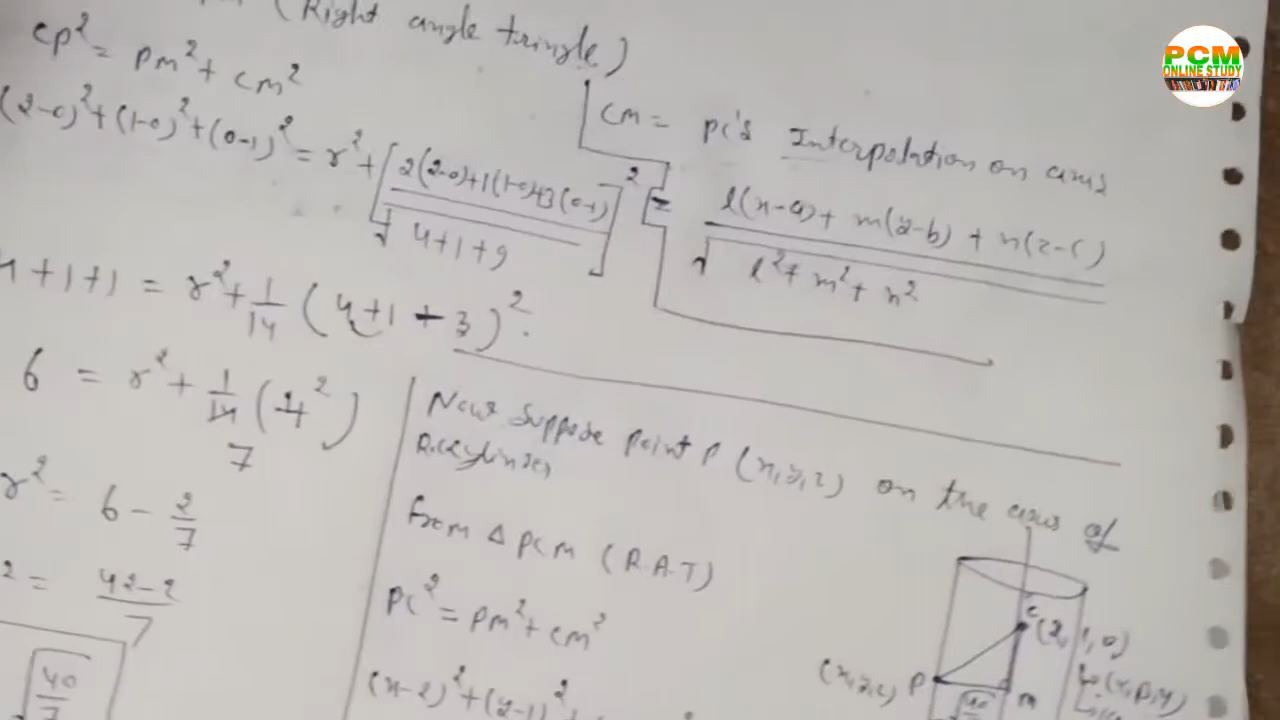 (Right angle tringle)
CP² = PM² + CM²
(2-0)² + (1-0)² + (0-1)² = r² + [2(2-0)+1(1-0)+3(0-1) / √4+1+9]²
CM = PC's Interpolation on axis
= l(x-a) + m(y-b) + n(z-c) / √l² + m² + n²
4+1+1 = r² + 1/14 (4+1-3)²
6 = r² + 1/14 (4²)
7
r² = 6 - 2/7
2 = 42-2/7
√40/7
Now Suppose point P (x,y,z) on the axis of
R.Cylinder
from Δ PCM (R.A.T)
PC² = PM² + CM²
(x-2)² + (y-1)²
C(2,1,0)
(x,y,z) P
M
PCM
ONLINE STUDY